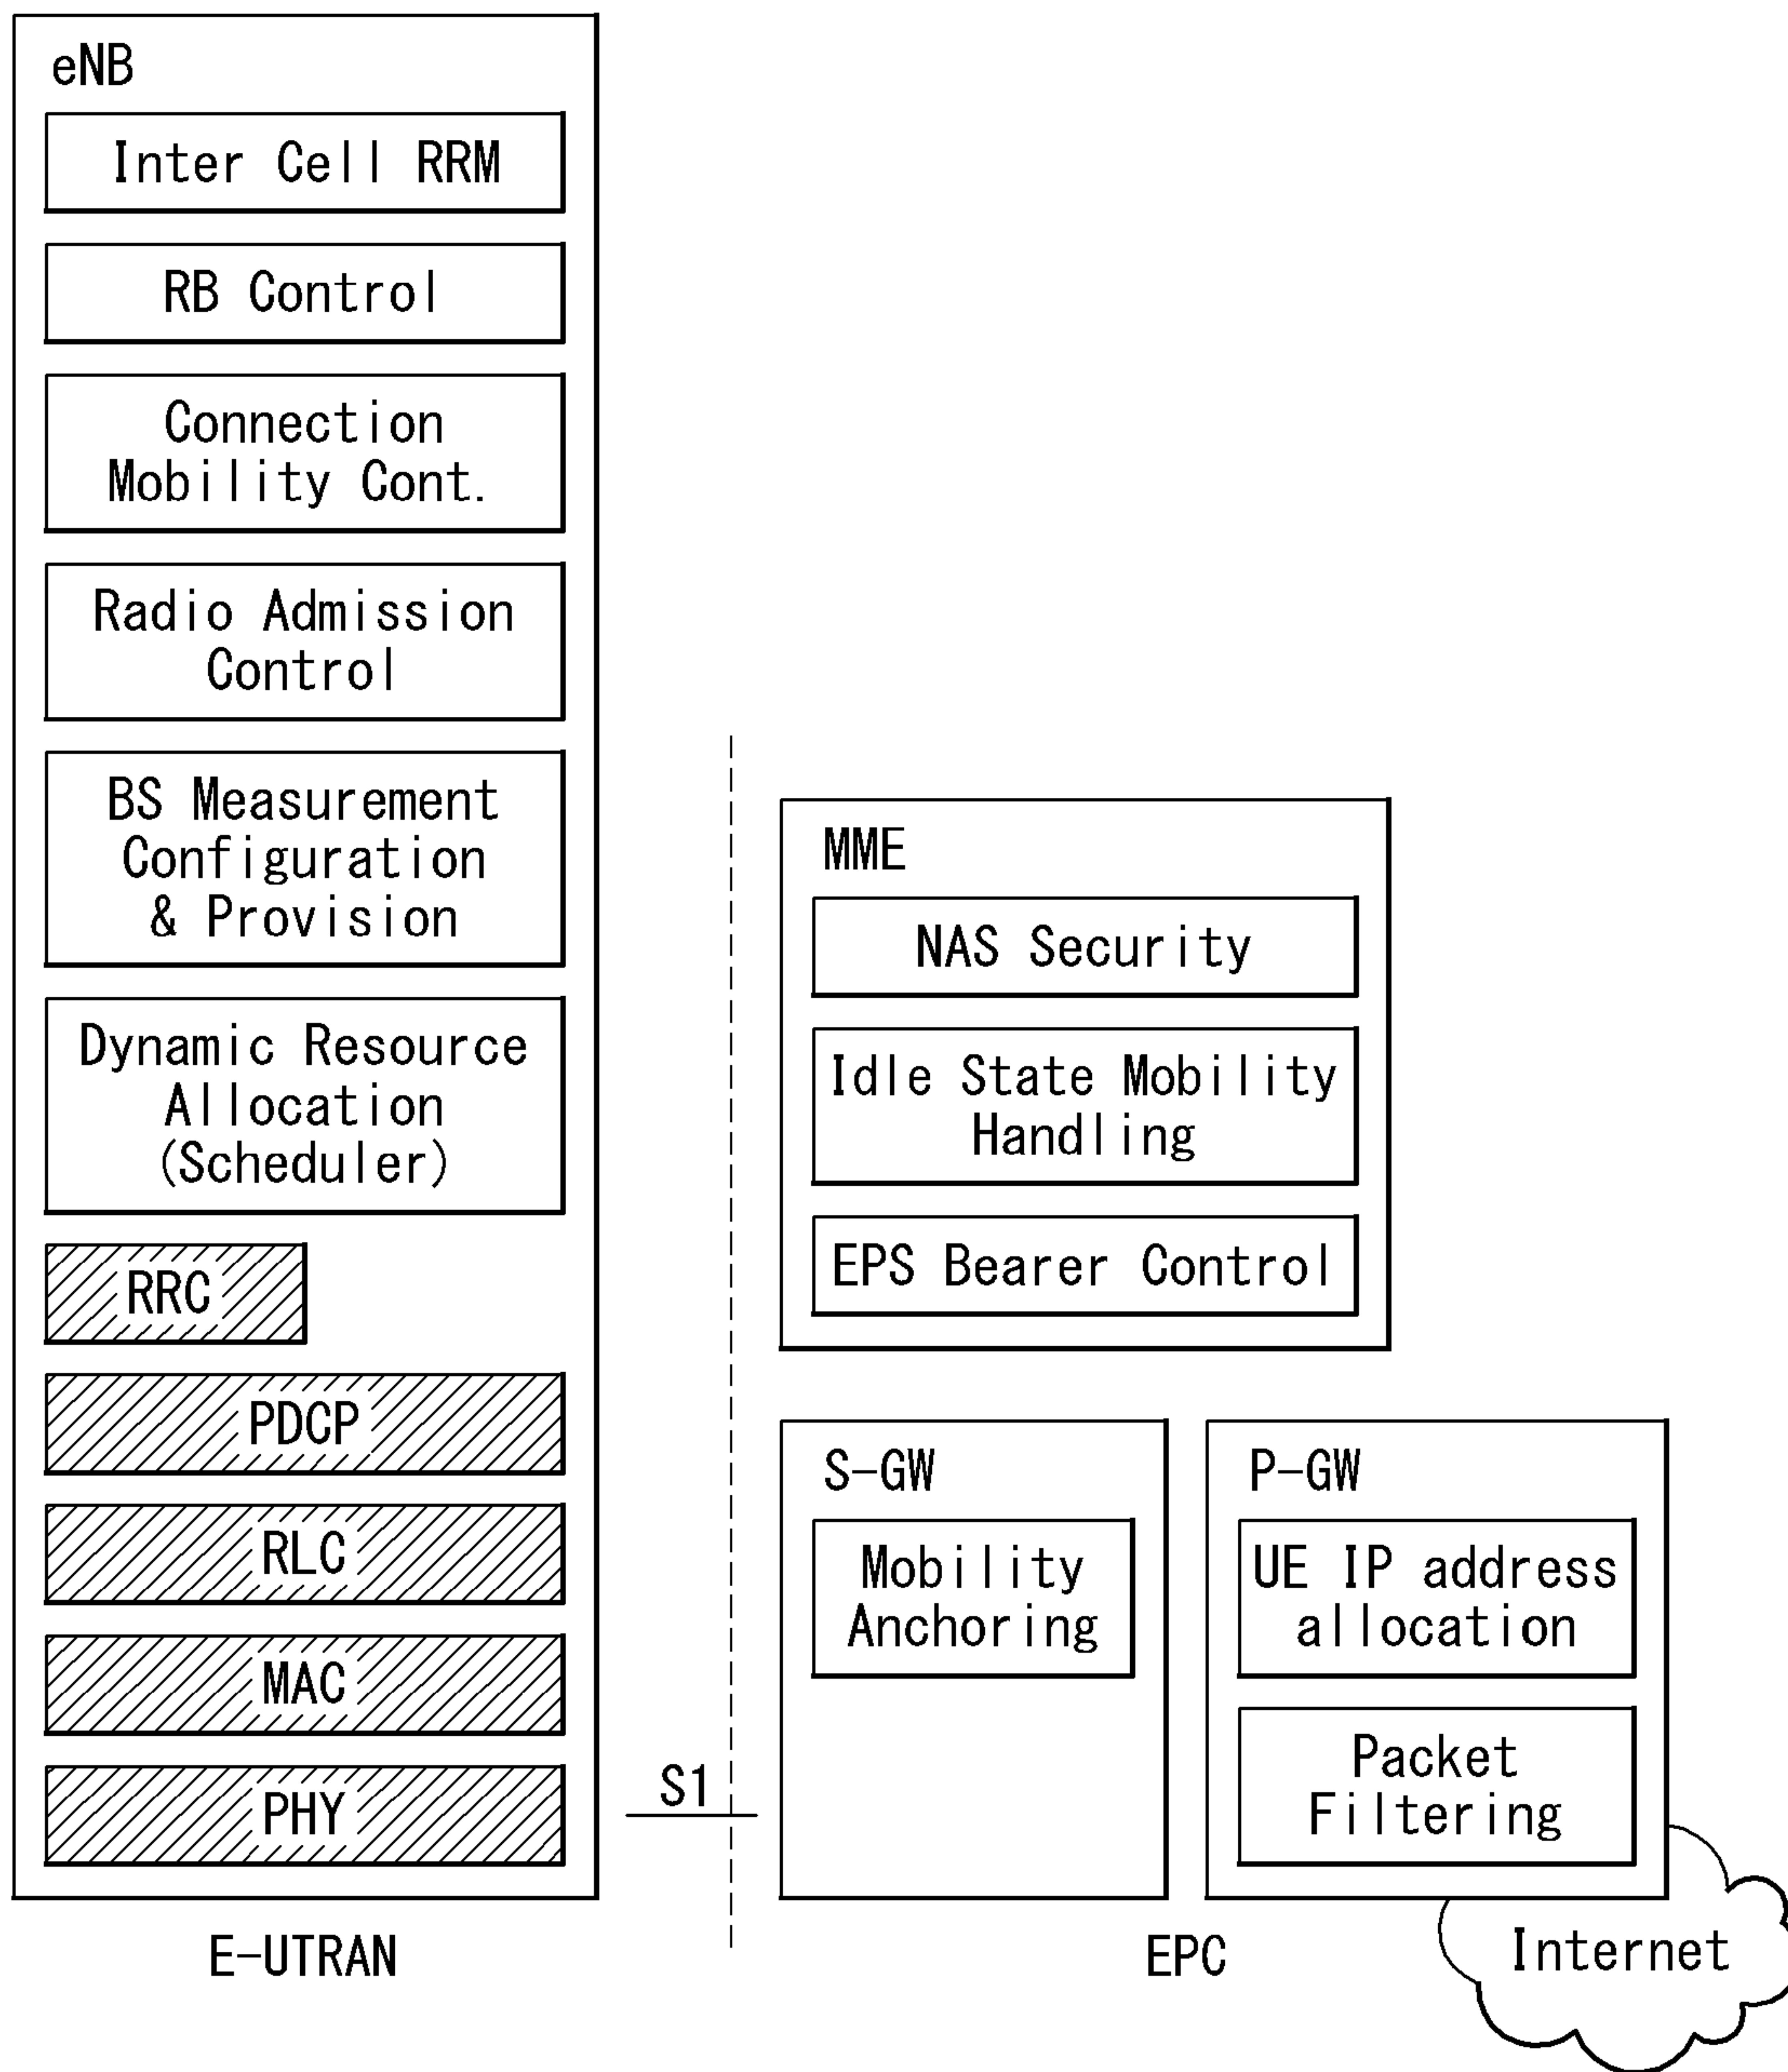 eNB
Inter Cell RRM
RB Control
Connection
Mobility Cont.
Radio Admission
Control
BS Measurement
Configuration
& Provision
Dynamic Resource
Allocation
(Scheduler)
RRC
PDCP
RLC
MAC
PHY
E-UTRAN
S1
MME
NAS Security
Idle State Mobility
Handling
EPS Bearer Control
S-GW
Mobility
Anchoring
P-GW
UE IP address
allocation
Packet
Filtering
EPC
Internet